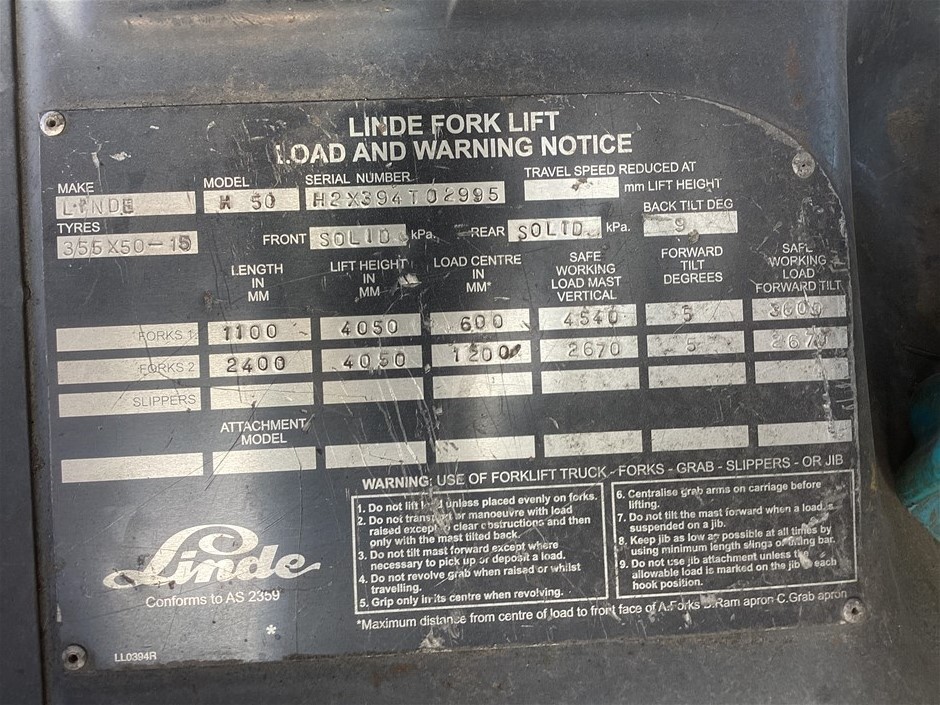 LINDE FORK LIFT
LOAD AND WARNING NOTICE
MAKE LINDE MODEL H 50 SERIAL NUMBER H2X394T02995 TRAVEL SPEED REDUCED AT mm LIFT HEIGHT
TYRES 355X50-15 FRONT SOLID kPa. REAR SOLID kPa. BACK TILT DEG 9
LENGTH IN MM LIFT HEIGHT IN MM LOAD CENTRE IN MM* SAFE WORKING LOAD MAST VERTICAL FORWARD TILT DEGREES SAFE WORKING LOAD FORWARD TILT
FORKS 1 1100 4050 600 4540 5 3600
FORKS 2 2400 4050 1200 2670 5 2670
SLIPPERS
ATTACHMENT MODEL
WARNING: USE OF FORKLIFT TRUCK - FORKS - GRAB - SLIPPERS - OR JIB
1. Do not lift load unless placed evenly on forks.
2. Do not transport or manoeuvre with load
raised except to clear obstructions and then
only with the mast tilted back.
3. Do not tilt mast forward except where
necessary to pick up or deposit a load.
4. Do not revolve grab when raised or whilst
travelling.
5. Grip only in its centre when revolving.
6. Centralise grab arms on carriage before
lifting.
7. Do not tilt the mast forward when a load is
suspended on a jib.
8. Keep jib as low as possible at all times by
using minimum length slings or lifting bar.
9. Do not use jib attachment unless the
allowable load is marked on the jib at each
hook position.
*Maximum distance from centre of load to front face of A.Forks B.Ram apron C.Grab apron
Linde
Conforms to AS 2359
*
LL0394R